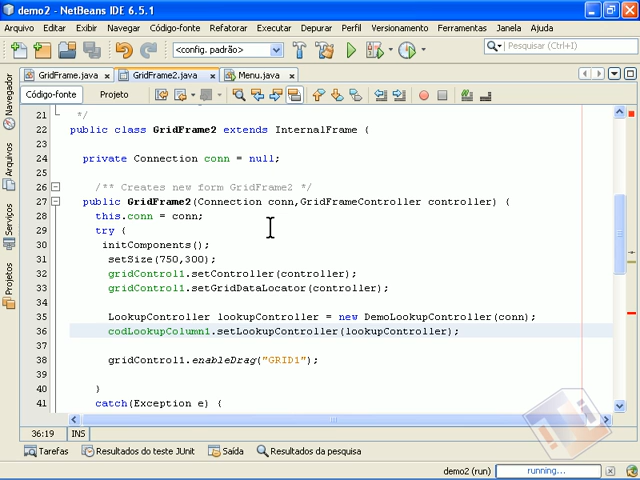 demo2 - NetBeans IDE 6.5.1
Arquivo Editar Exibir Navegar Código-fonte Refatorar Executar Depurar Perfil Versionamento Ferramentas Janela Ajuda
<config. padrão> Pesquisar (Ctrl+I)
GridFrame.java GridFrame2.java Menu.java
Código-fonte Projeto
Navegador
Arquivos
Serviços
Projetos
21 */
22 public class GridFrame2 extends InternalFrame {
23
24 private Connection conn = null;
25
26 /** Creates new form GridFrame2 */
27 public GridFrame2(Connection conn,GridFrameController controller) {
28 this.conn = conn;
29 try {
30 initComponents();
31 setSize(750,300);
32 gridControl1.setController(controller);
33 gridControl1.setGridDataLocator(controller);
34
35 LookupController lookupController = new DemoLookupController(conn);
36 codLookupColumn1.setLookupController(lookupController);
37
38 gridControl1.enableDrag("GRID1");
39
40 }
41 catch(Exception e) {
36:19 INS
Tarefas Resultados do teste JUnit Saída Resultados da pesquisa
demo2 (run) running...